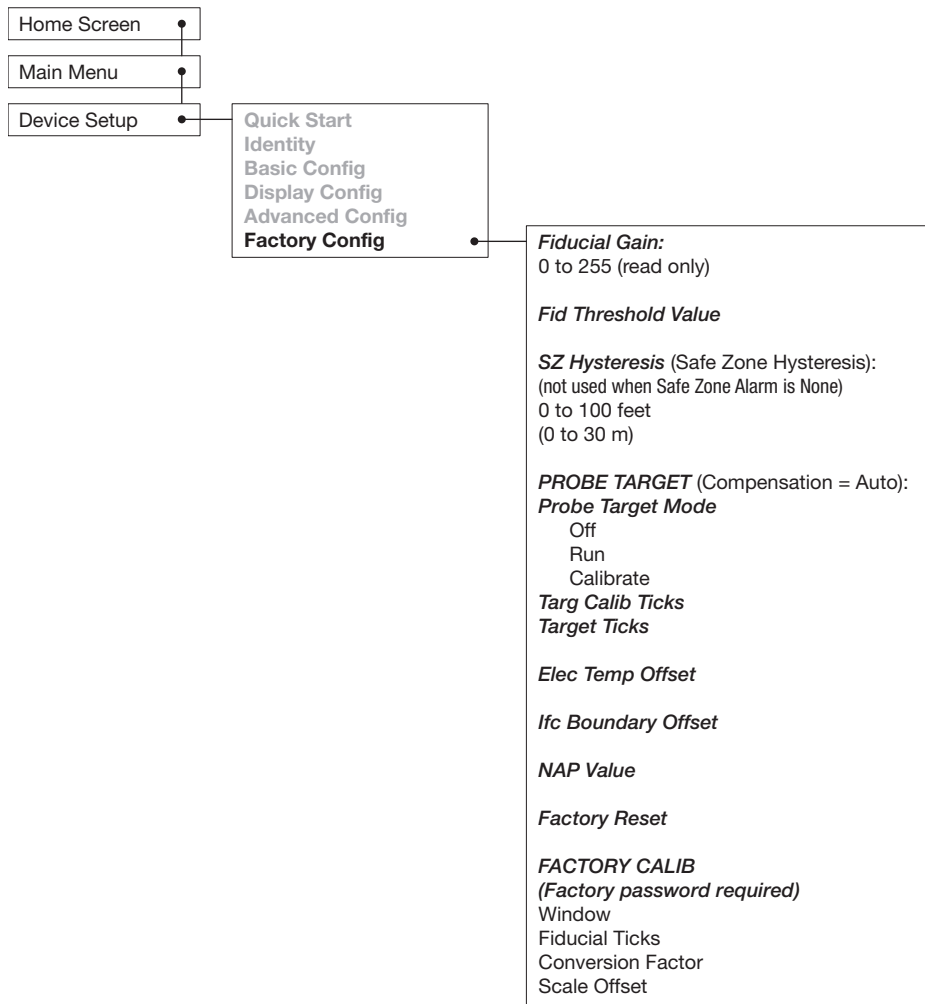 Home Screen
Main Menu
Device Setup
Quick Start
Identity
Basic Config
Display Config
Advanced Config
Factory Config
Fiducial Gain:
0 to 255 (read only)
Fid Threshold Value
SZ Hysteresis (Safe Zone Hysteresis):
(not used when Safe Zone Alarm is None)
0 to 100 feet
(0 to 30 m)
PROBE TARGET (Compensation = Auto):
Probe Target Mode
Off
Run
Calibrate
Targ Calib Ticks
Target Ticks
Elec Temp Offset
Ifc Boundary Offset
NAP Value
Factory Reset
FACTORY CALIB
(Factory password required)
Window
Fiducial Ticks
Conversion Factor
Scale Offset